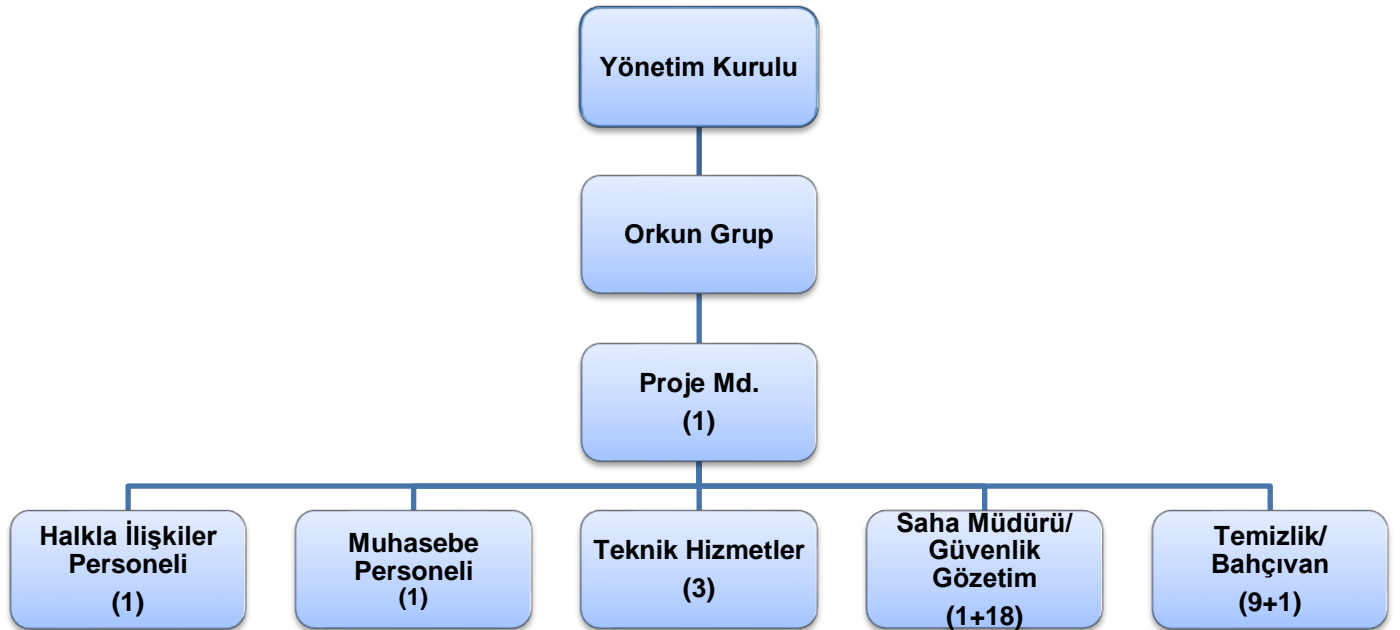 Yönetim Kurulu
Orkun Grup
Proje Md.
(1)
Halkla İlişkiler
Personeli
(1)
Muhasebe
Personeli
(1)
Teknik Hizmetler
(3)
Saha Müdürü/
Güvenlik
Gözetim
(1+18)
Temizlik/
Bahçıvan
(9+1)